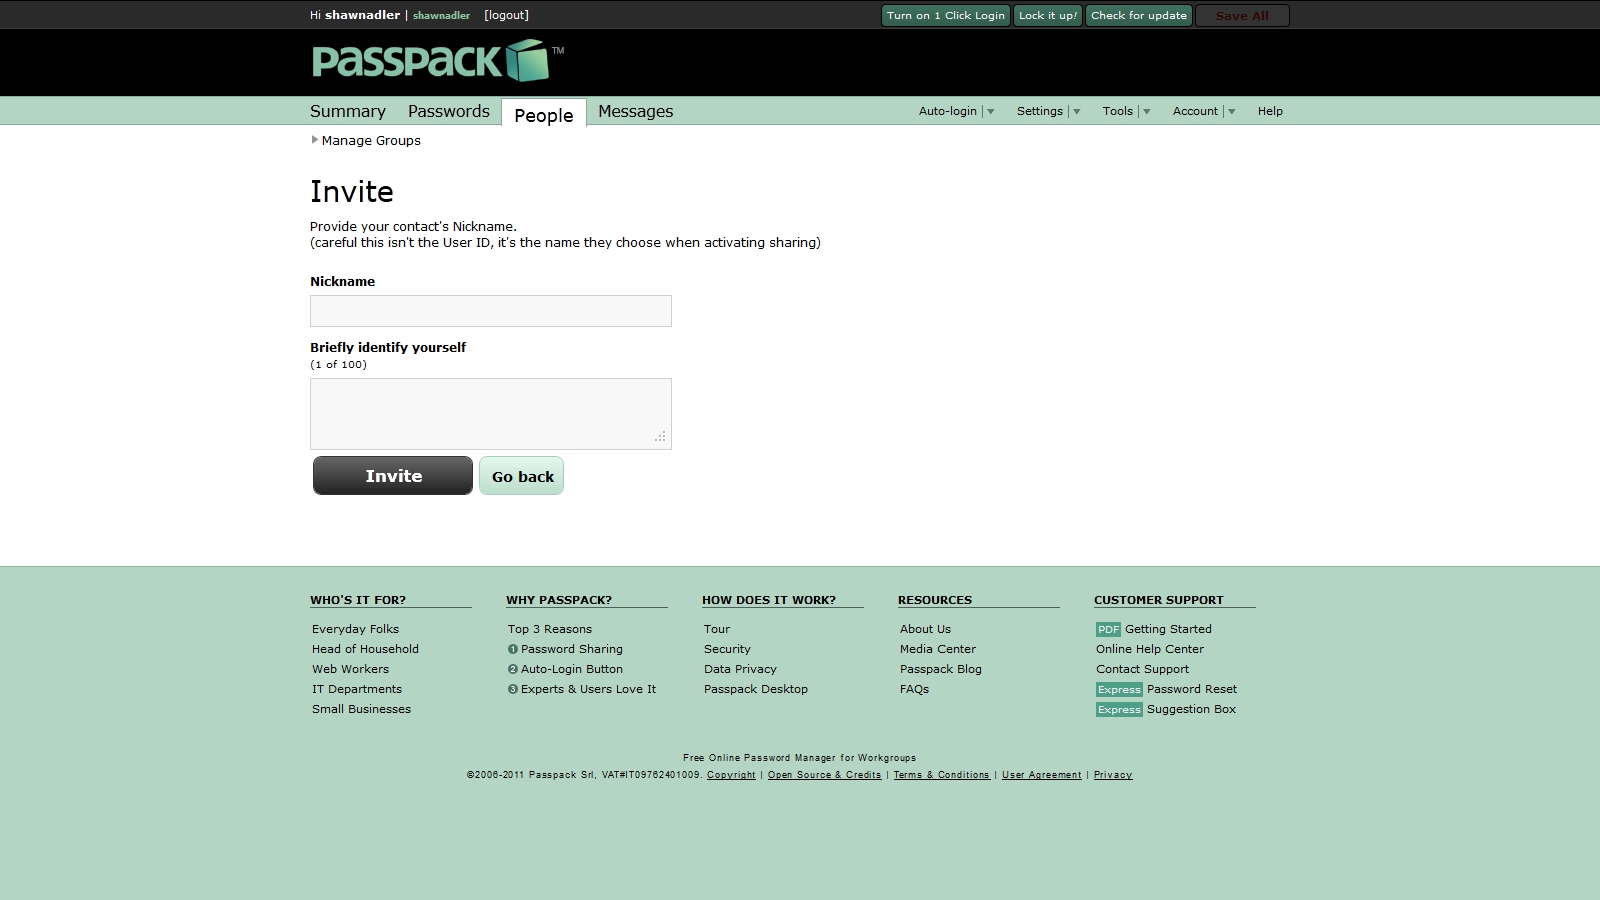 Hi shawnadler | shawnadler [logout] Turn on 1 Click Login Lock it up! Check for update Save All
PASSPACK TM
Summary Passwords People Messages Auto-login Settings Tools Account Help
Manage Groups
Invite
Provide your contact's Nickname.
(careful this isn't the User ID, it's the name they choose when activating sharing)
Nickname
Briefly identify yourself
(1 of 100)
Invite Go back
WHO'S IT FOR? WHY PASSPACK? HOW DOES IT WORK? RESOURCES CUSTOMER SUPPORT
Everyday Folks Top 3 Reasons Tour About Us PDF Getting Started
Head of Household 1 Password Sharing Security Media Center Online Help Center
Web Workers 2 Auto-Login Button Data Privacy Passpack Blog Contact Support
IT Departments 3 Experts & Users Love It Passpack Desktop FAQs Express Password Reset
Small Businesses Express Suggestion Box
Free Online Password Manager for Workgroups
©2006-2011 Passpack Srl, VAT#IT09762401009. Copyright | Open Source & Credits | Terms & Conditions | User Agreement | Privacy